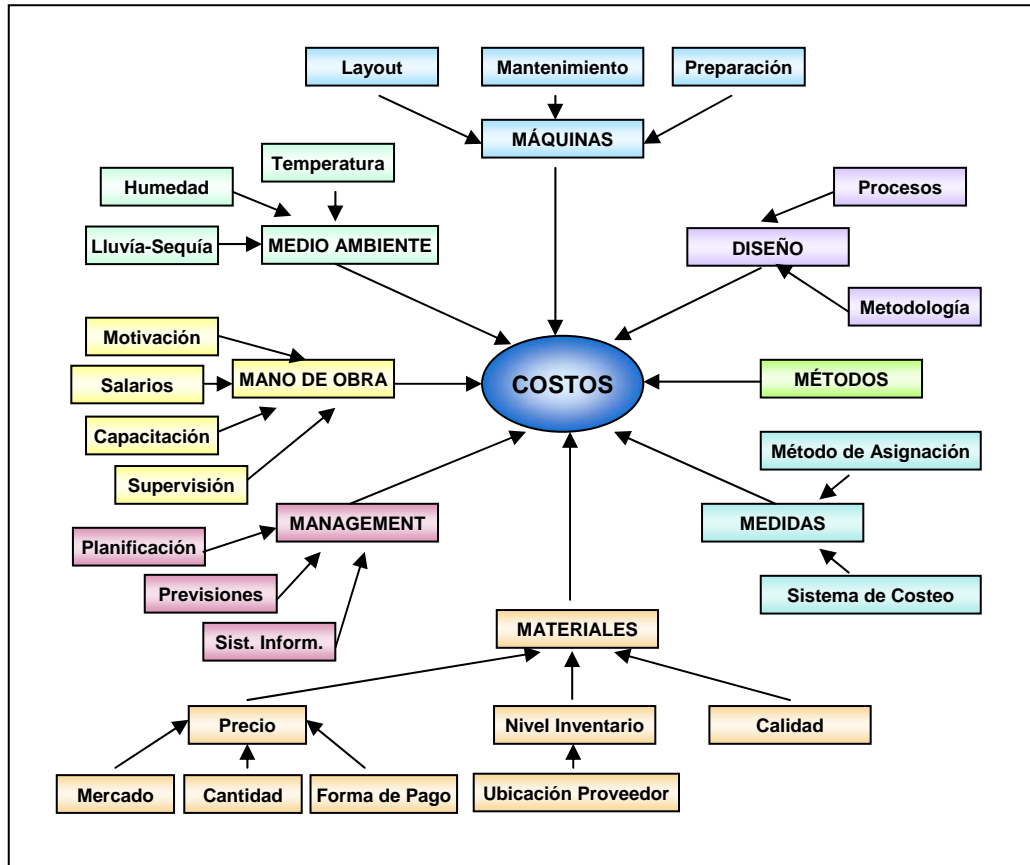 Layout
Mantenimiento
Preparación
MÁQUINAS
Temperatura
Humedad
Lluvía-Sequía
MEDIO AMBIENTE
Procesos
DISEÑO
Metodología
Motivación
Salarios
MANO DE OBRA
Capacitación
Supervisión
COSTOS
MÉTODOS
Método de Asignación
MEDIDAS
Sistema de Costeo
MANAGEMENT
Planificación
Previsiones
Sist. Inform.
MATERIALES
Precio
Nivel Inventario
Calidad
Mercado
Cantidad
Forma de Pago
Ubicación Proveedor